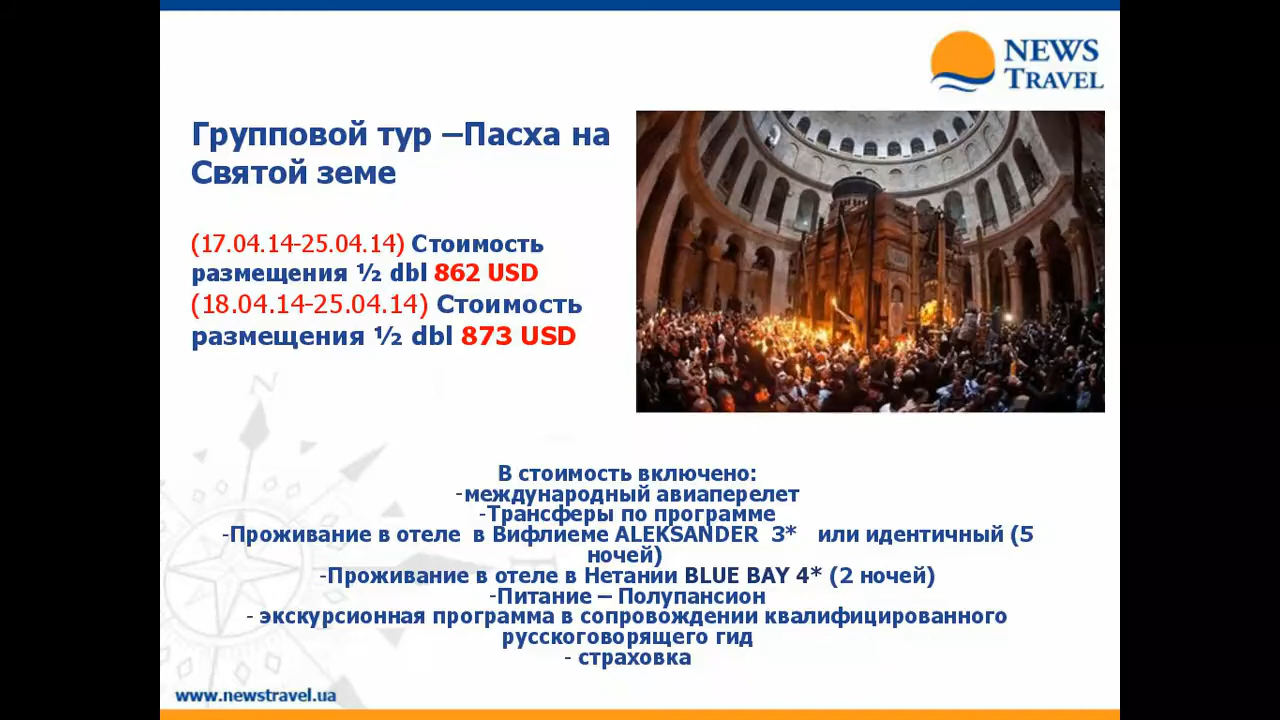 NEWS
TRAVEL
Групповой тур –Пасха на
Святой земе
(17.04.14-25.04.14) Стоимость
размещения ½ dbl 862 USD
(18.04.14-25.04.14) Стоимость
размещения ½ dbl 873 USD
N
E
В стоимость включено:
-международный авиаперелет
-Трансферы по программе
-Проживание в отеле в Вифлиеме ALEKSANDER 3* или идентичный (5
ночей)
-Проживание в отеле в Нетании BLUE BAY 4* (2 ночей)
-Питание – Полупансион
- экскурсионная программа в сопровождении квалифицированного
русскоговорящего гид
- страховка
www.newstravel.ua